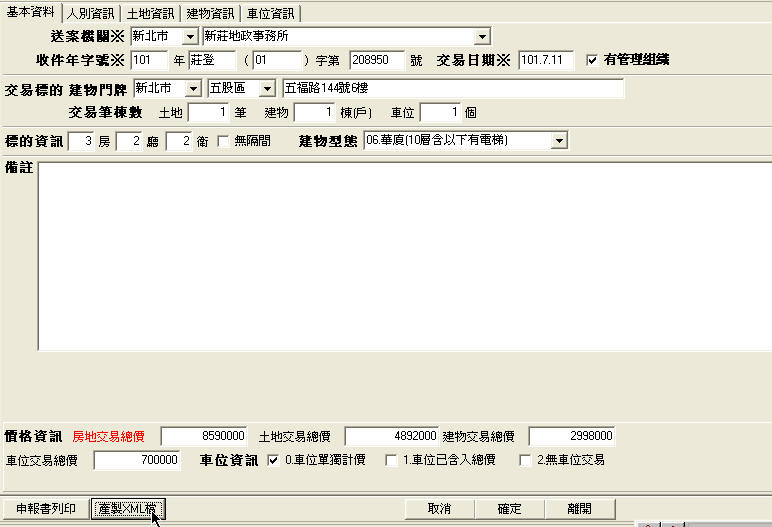 基本資料 人別資訊 土地資訊 建物資訊 車位資訊
送案機關※ 新北市 新莊地政事務所
收件年字號※ 101 年 莊登 ( 01 ) 字第 208950 號 交易日期※ 101.7.11 有管理組織
交易標的 建物門牌 新北市 五股區 五福路144號6樓
交易筆棟數 土地 1 筆 建物 1 棟(戶) 車位 1 個
標的資訊 3 房 2 廳 2 衛 無隔間 建物型態 06.華廈(10層含以下有電梯)
備註
價格資訊 房地交易總價 8590000 土地交易總價 4892000 建物交易總價 2998000
車位交易總價 700000 車位資訊 0.車位單獨計價 1.車位已含入總價 2.無車位交易
申報書列印 產製XML檔 取消 確定 離開